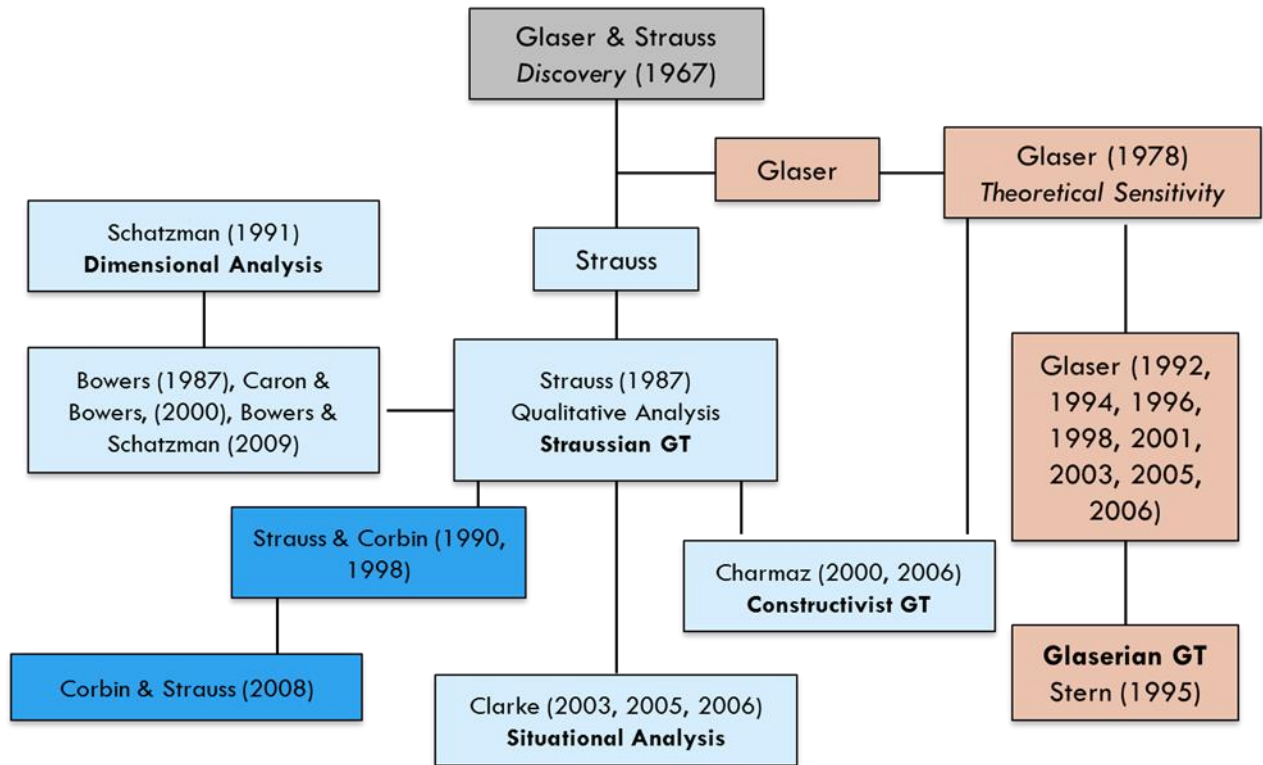 Glaser & Strauss
Discovery (1967)
Glaser
Glaser (1978)
Theoretical Sensitivity
Schatzman (1991)
Dimensional Analysis
Strauss
Bowers (1987), Caron &
Bowers, (2000), Bowers &
Schatzman (2009)
Strauss (1987)
Qualitative Analysis
Straussian GT
Glaser (1992,
1994, 1996,
1998, 2001,
2003, 2005,
2006)
Strauss & Corbin (1990,
1998)
Charmaz (2000, 2006)
Constructivist GT
Corbin & Strauss (2008)
Clarke (2003, 2005, 2006)
Situational Analysis
Glaserian GT
Stern (1995)